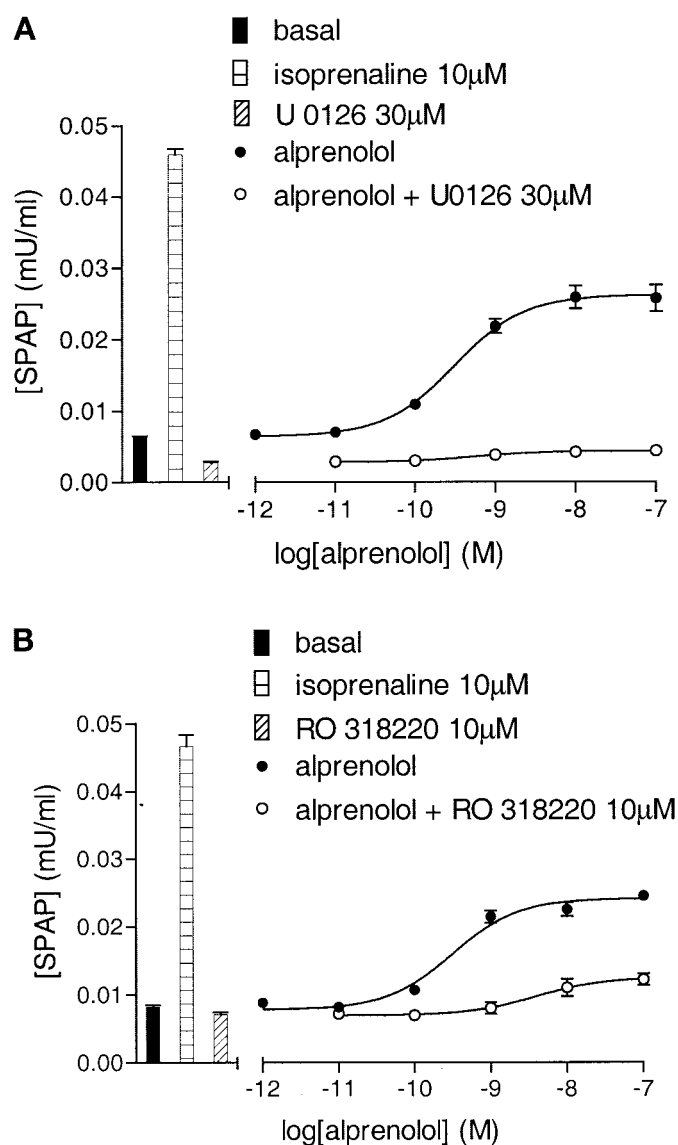 A
basal
isoprenaline 10μM
U 0126 30μM
alprenolol
alprenolol + U0126 30μM
[SPAP] (mU/ml)
0.05
0.04
0.03
0.02
0.01
0.00
-12 -11 -10 -9 -8 -7
log[alprenolol] (M)
B
basal
isoprenaline 10μM
RO 318220 10μM
alprenolol
alprenolol + RO 318220 10μM
[SPAP] (mU/ml)
0.05
0.04
0.03
0.02
0.01
0.00
-12 -11 -10 -9 -8 -7
log[alprenolol] (M)